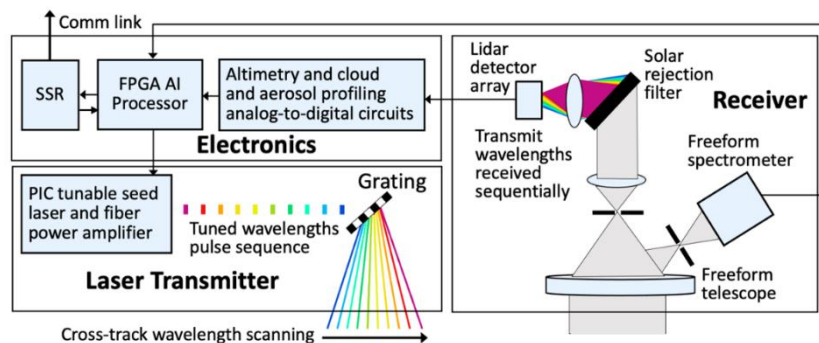 Comm link
SSR
FPGA AI
Processor
Altimetry and cloud
and aerosol profiling
analog-to-digital circuits
Electronics
PIC tunable seed
laser and fiber
power amplifier
Tuned wavelengths
pulse sequence
Grating
Laser Transmitter
Cross-track wavelength scanning
Lidar
detector
array
Solar
rejection
filter
Receiver
Transmit
wavelengths
received
sequentially
Freeform
spectrometer
Freeform
telescope